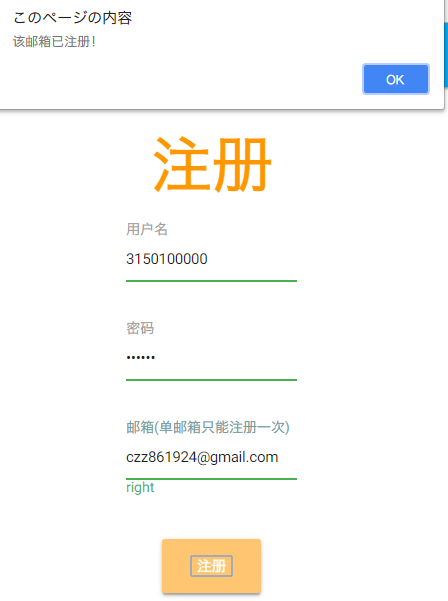 このページの内容
该邮箱已注册！
OK
注册
用户名
3150100000
密码
••••••
邮箱(单邮箱只能注册一次)
czz861924@gmail.com
right
注册